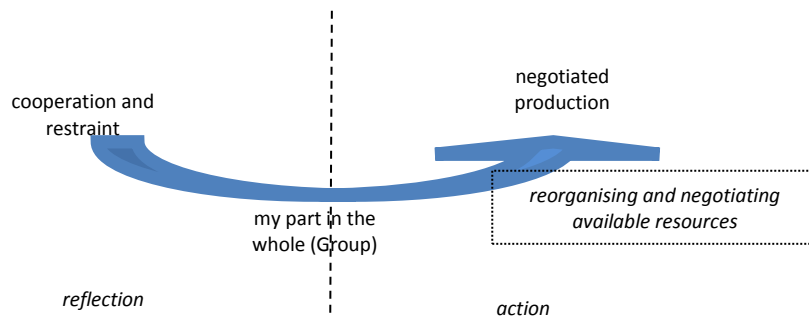 negotiated
production
cooperation and
restraint
reorganising and negotiating
available resources
my part in the
whole (Group)
reflection
action